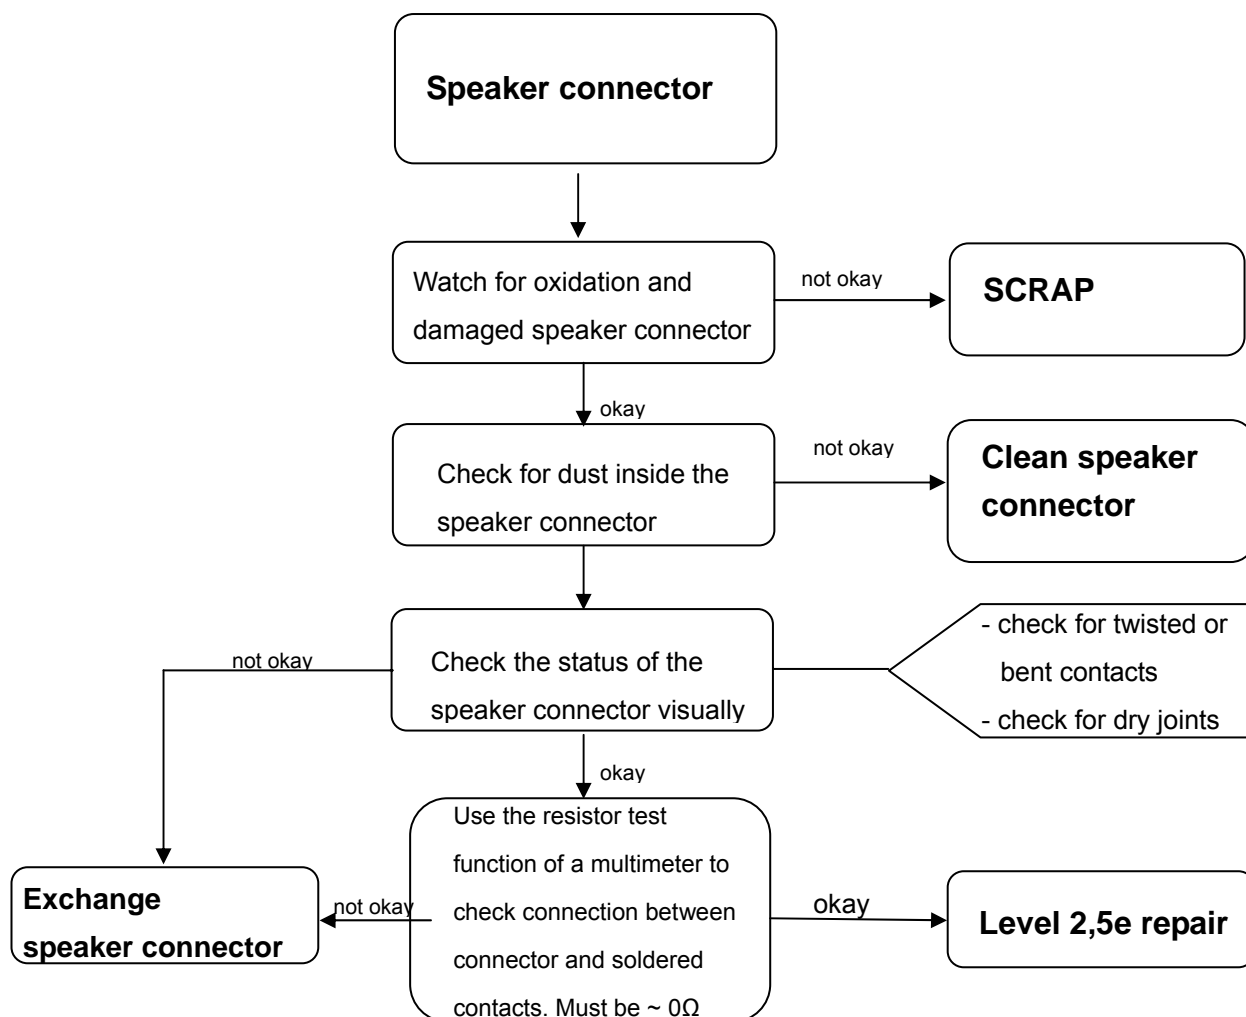 Speaker connector
Watch for oxidation and
damaged speaker connector
not okay
SCRAP
okay
Check for dust inside the
speaker connector
not okay
Clean speaker
connector
not okay
Check the status of the
speaker connector visually
- check for twisted or
bent contacts
- check for dry joints
okay
Use the resistor test
function of a multimeter to
check connection between
connector and soldered
contacts. Must be ~ 0Ω
Exchange
speaker connector
not okay
okay
Level 2,5e repair